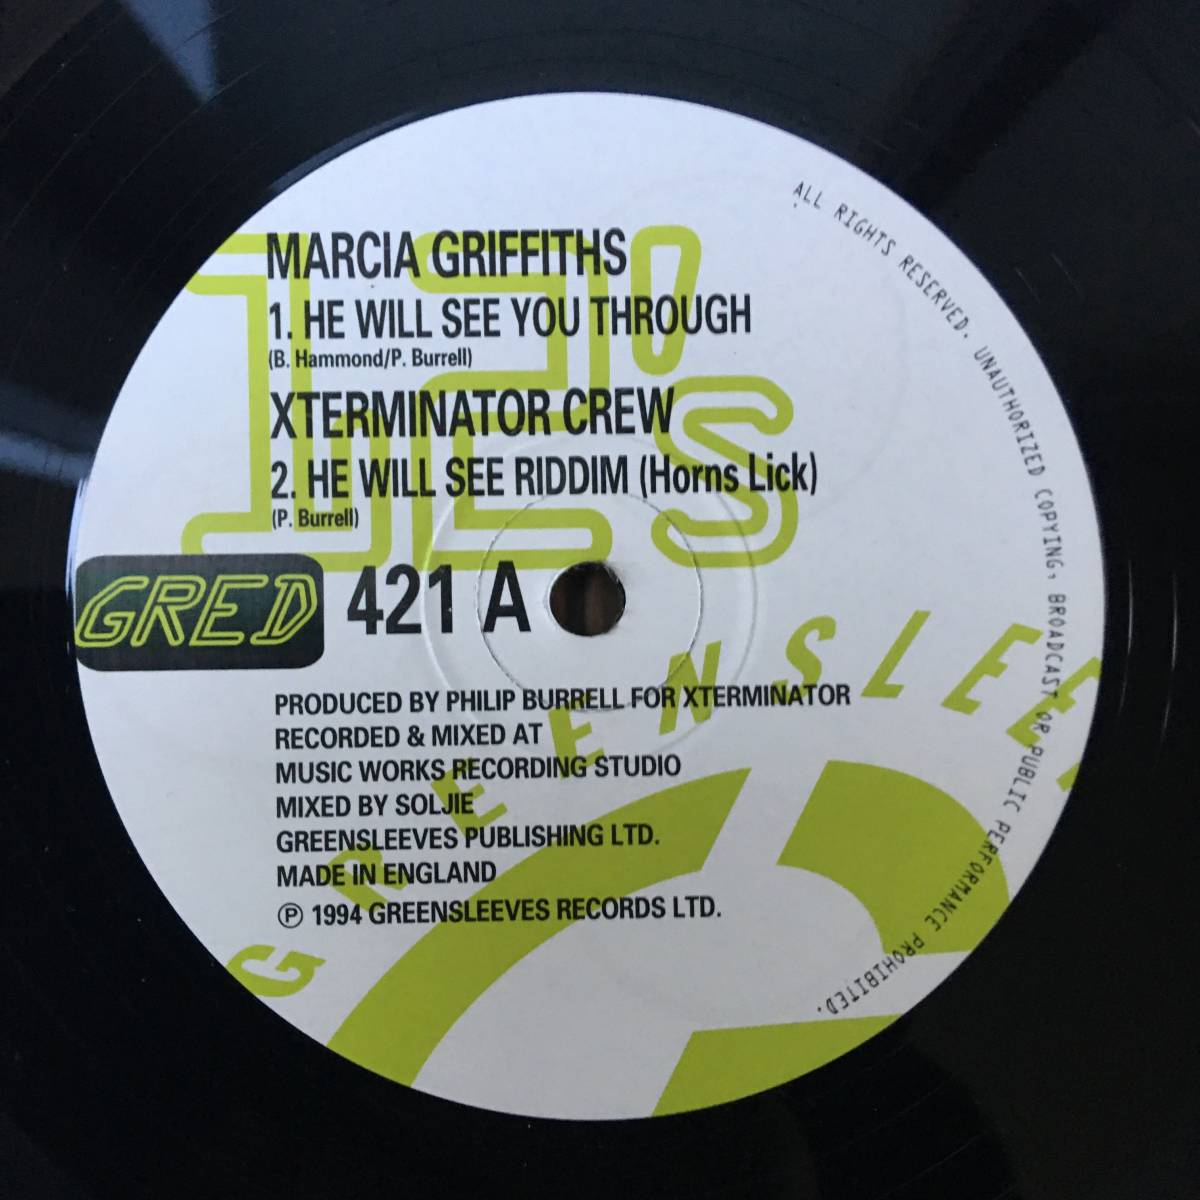 12's
MARCIA GRIFFITHS
1. HE WILL SEE YOU THROUGH
(B. Hammond/P. Burrell)
XTERMINATOR CREW
2. HE WILL SEE RIDDIM (Horns Lick)
(P. Burrell)
GRED 421 A
PRODUCED BY PHILIP BURRELL FOR XTERMINATOR
RECORDED & MIXED AT
MUSIC WORKS RECORDING STUDIO
MIXED BY SOLJIE
GREENSLEEVES PUBLISHING LTD.
MADE IN ENGLAND
℗ 1994 GREENSLEEVES RECORDS LTD.
GREENSLEE
ALL RIGHTS RESERVED. UNAUTHORIZED COPYING, BROADCAST OR PUBLIC PERFORMANCE PROHIBITED.